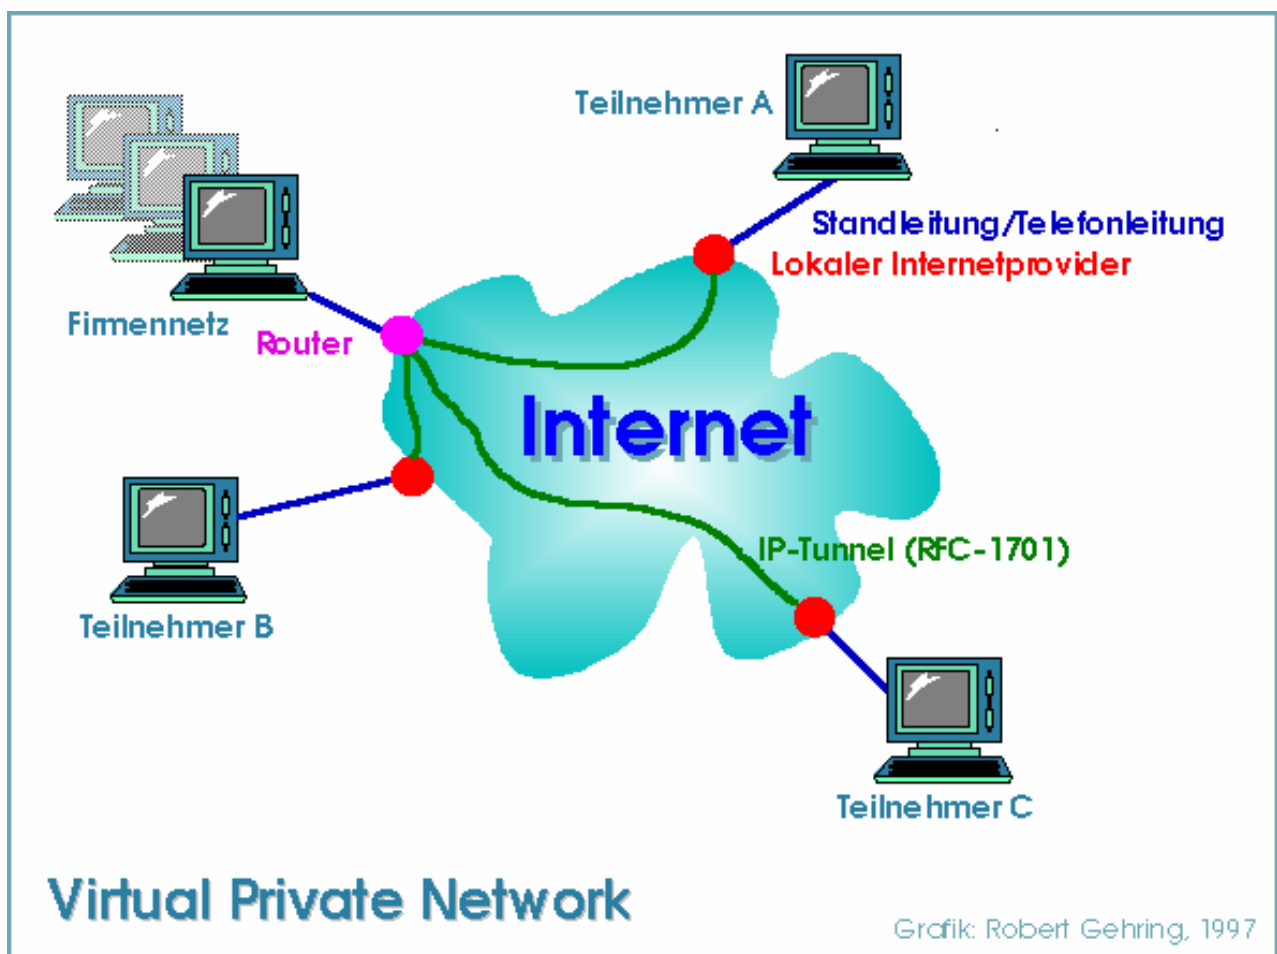 Teilnehmer A
Standleitung/Telefonleitung
Lokaler Internetprovider
Firmennetz
Router
Internet
IP-Tunnel (RFC-1701)
Teilnehmer B
Teilnehmer C
Virtual Private Network
Grafik: Robert Gehring, 1997